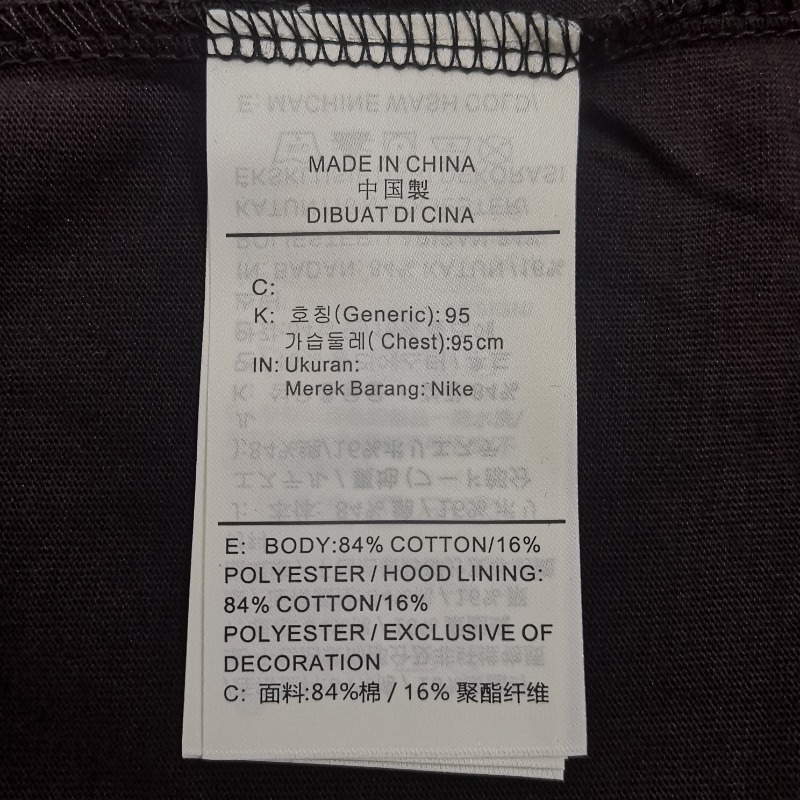 MADE IN CHINA
中国製
DIBUAT DI CINA
C:
K: 호칭(Generic): 95
가슴둘레( Chest):95cm
IN: Ukuran:
Merek Barang: Nike
E: BODY:84% COTTON/16%
POLYESTER / HOOD LINING:
84% COTTON/16%
POLYESTER / EXCLUSIVE OF
DECORATION
C: 面料:84%棉 / 16% 聚酯纤维